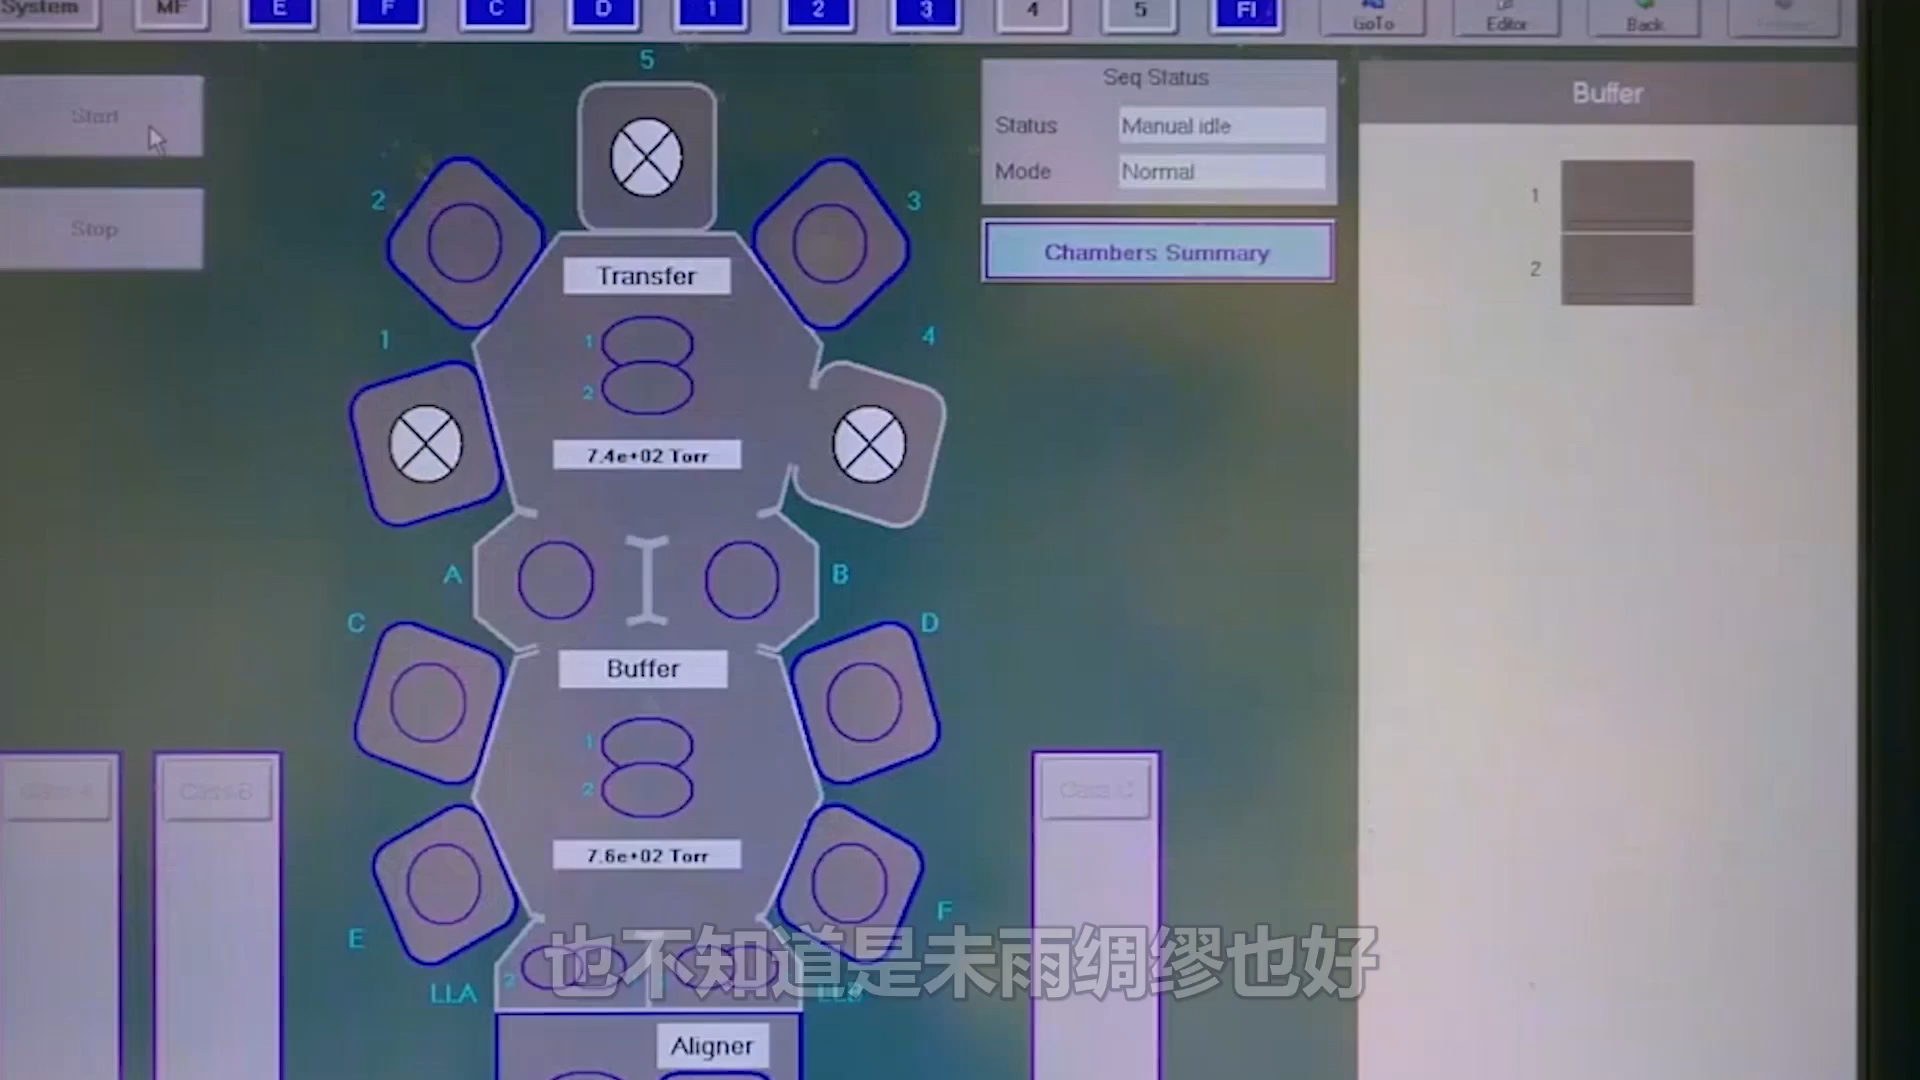 System MF E F C D 1 2 3 4 5 FI GoTo Editor Back
Start
Stop
5
2
3
1
4
Transfer
1
2
7.4e+02 Torr
A
B
C
D
Buffer
1
2
7.6e+02 Torr
E
F
LLA
2
Aligner
Seq Status
Status Manual idle
Mode Normal
Chambers Summary
Buffer
1
2
Cass B
Cass C
也不知道是未雨绸缪也好